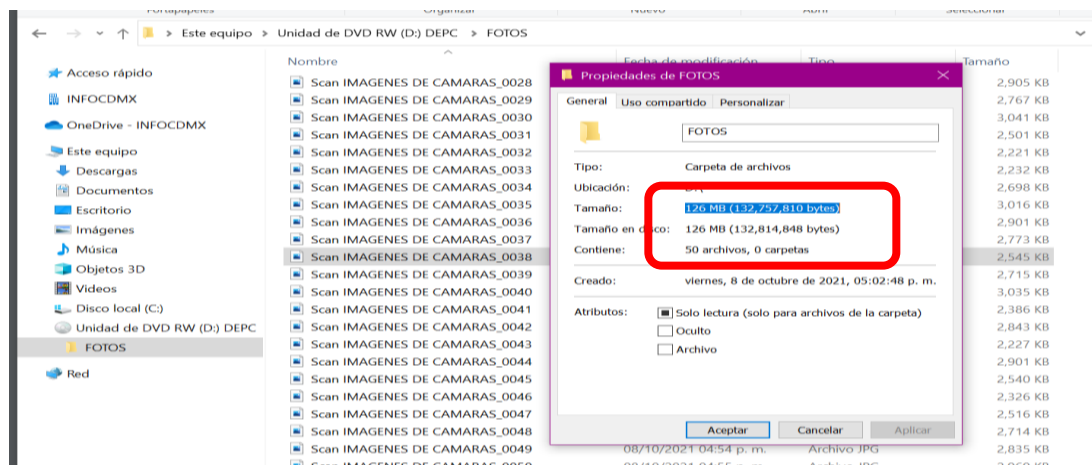 Portapapeles Organizar Nuevo Abrir Seleccionar
Este equipo > Unidad de DVD RW (D:) DEPC > FOTOS
Acceso rápido
INFOCDMX
OneDrive - INFOCDMX
Este equipo
Descargas
Documentos
Escritorio
Imágenes
Música
Objetos 3D
Videos
Disco local (C:)
Unidad de DVD RW (D:) DEPC
FOTOS
Red
Nombre Fecha de modificación Tipo Tamaño
Scan IMAGENES DE CAMARAS_0028 2,905 KB
Scan IMAGENES DE CAMARAS_0029 2,767 KB
Scan IMAGENES DE CAMARAS_0030 3,041 KB
Scan IMAGENES DE CAMARAS_0031 2,501 KB
Scan IMAGENES DE CAMARAS_0032 2,221 KB
Scan IMAGENES DE CAMARAS_0033 2,232 KB
Scan IMAGENES DE CAMARAS_0034 2,698 KB
Scan IMAGENES DE CAMARAS_0035 3,016 KB
Scan IMAGENES DE CAMARAS_0036 2,901 KB
Scan IMAGENES DE CAMARAS_0037 2,773 KB
Scan IMAGENES DE CAMARAS_0038 2,545 KB
Scan IMAGENES DE CAMARAS_0039 2,715 KB
Scan IMAGENES DE CAMARAS_0040 3,035 KB
Scan IMAGENES DE CAMARAS_0041 2,386 KB
Scan IMAGENES DE CAMARAS_0042 2,843 KB
Scan IMAGENES DE CAMARAS_0043 2,227 KB
Scan IMAGENES DE CAMARAS_0044 2,901 KB
Scan IMAGENES DE CAMARAS_0045 2,540 KB
Scan IMAGENES DE CAMARAS_0046 2,326 KB
Scan IMAGENES DE CAMARAS_0047 2,516 KB
Scan IMAGENES DE CAMARAS_0048 2,714 KB
Scan IMAGENES DE CAMARAS_0049 08/10/2021 04:54 p. m. Archivo JPG 2,835 KB
Propiedades de FOTOS
General Uso compartido Personalizar
FOTOS
Tipo: Carpeta de archivos
Ubicación:
Tamaño: 126 MB (132,757,810 bytes)
Tamaño en disco: 126 MB (132,814,848 bytes)
Contiene: 50 archivos, 0 carpetas
Creado: viernes, 8 de octubre de 2021, 05:02:48 p. m.
Atributos: Solo lectura (solo para archivos de la carpeta)
Oculto
Archivo
Aceptar Cancelar Aplicar